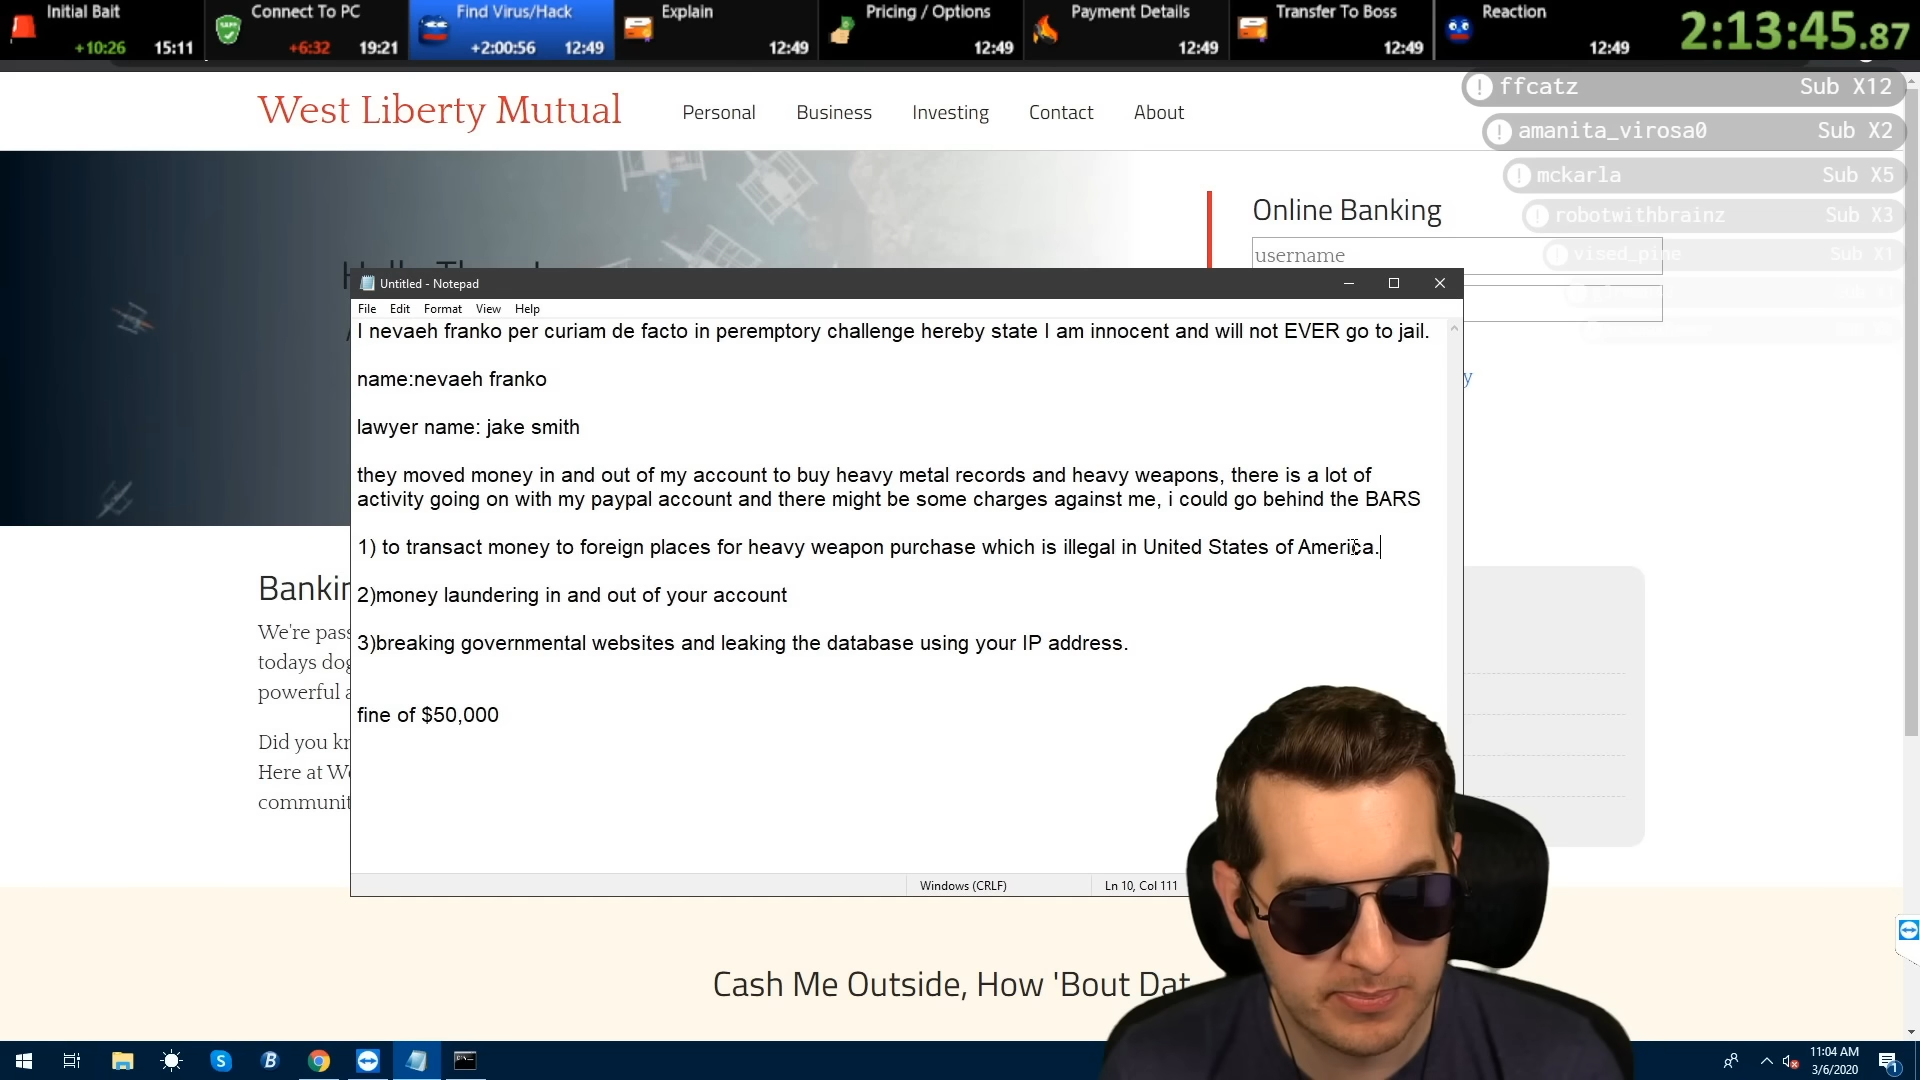 Initial Bait
+10:26 15:11
Connect To PC
+6:32 19:21
Find Virus/Hack
+2:00:56 12:49
Explain
12:49
Pricing / Options
12:49
Payment Details
12:49
Transfer To Boss
12:49
Reaction
12:49
2:13:45.87
West Liberty Mutual
Personal Business Investing Contact About
ffcatz Sub X12
amanita_virosa0 Sub X2
mckarla Sub X5
robotwithbrainz Sub X3
vised_pine Sub X1
Online Banking
username
Untitled - Notepad
File Edit Format View Help
I nevaeh franko per curiam de facto in peremptory challenge hereby state I am innocent and will not EVER go to jail.
name:nevaeh franko
lawyer name: jake smith
they moved money in and out of my account to buy heavy metal records and heavy weapons, there is a lot of
activity going on with my paypal account and there might be some charges against me, i could go behind the BARS
1) to transact money to foreign places for heavy weapon purchase which is illegal in United States of America.
2)money laundering in and out of your account
3)breaking governmental websites and leaking the database using your IP address.
fine of $50,000
Windows (CRLF) Ln 10, Col 111
We're
todays
powerful
Did you
Here at
Cash Me Outside, How 'Bout Dat
11:04 AM
3/6/2020